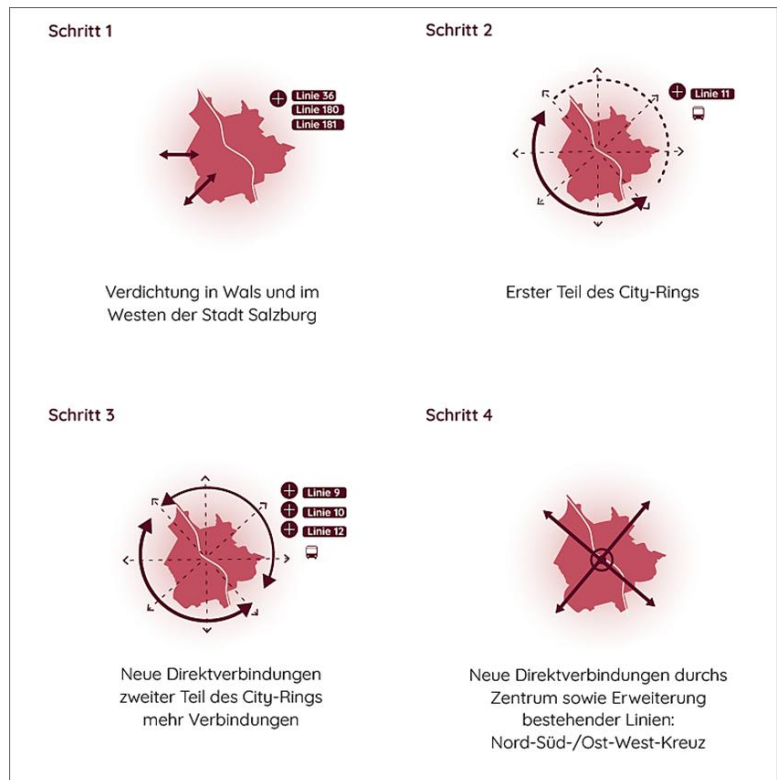 Schritt 1
Linie 36
Linie 180
Linie 181
Verdichtung in Wals und im
Westen der Stadt Salzburg
Schritt 2
Linie 11
Erster Teil des City-Rings
Schritt 3
Linie 9
Linie 10
Linie 12
Neue Direktverbindungen
zweiter Teil des City-Rings
mehr Verbindungen
Schritt 4
Neue Direktverbindungen durchs
Zentrum sowie Erweiterung
bestehender Linien:
Nord-Süd-/Ost-West-Kreuz